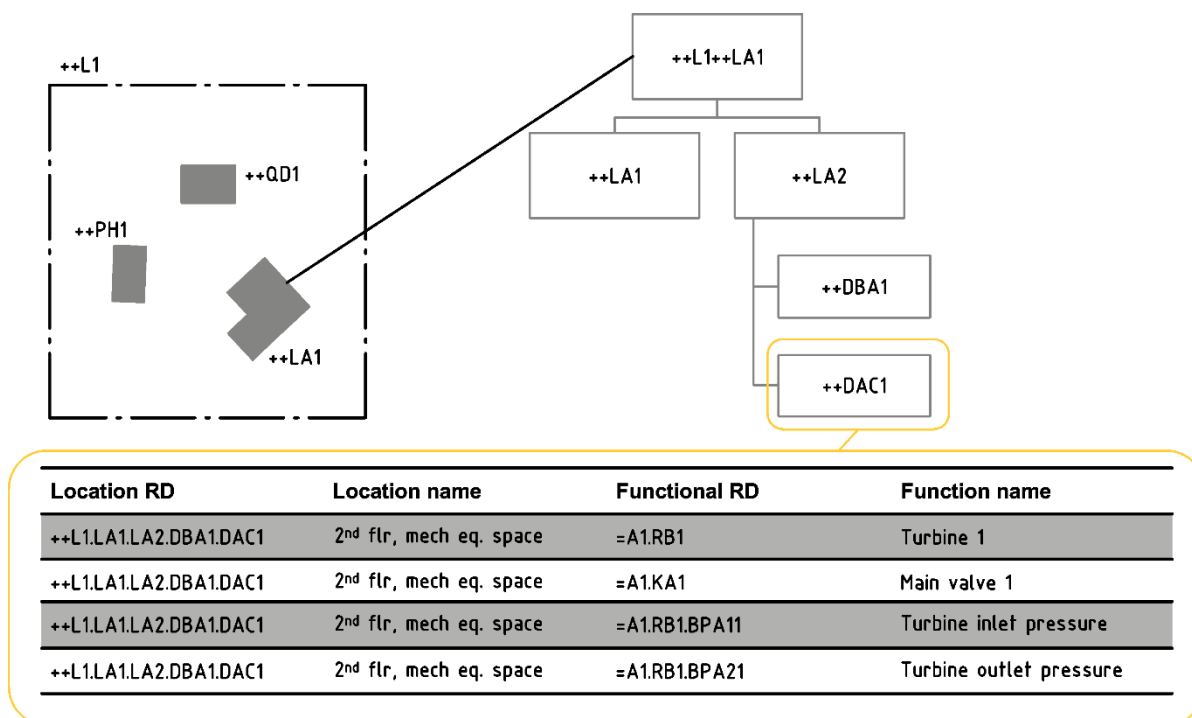 ++L1
++QD1
++PH1
++LA1
++L1++LA1
++LA1
++LA2
++DBA1
++DAC1
Location RD Location name Functional RD Function name
++L1.LA1.LA2.DBA1.DAC1 2nd flr, mech eq. space =A1.RB1 Turbine 1
++L1.LA1.LA2.DBA1.DAC1 2nd flr, mech eq. space =A1.KA1 Main valve 1
++L1.LA1.LA2.DBA1.DAC1 2nd flr, mech eq. space =A1.RB1.BPA11 Turbine inlet pressure
++L1.LA1.LA2.DBA1.DAC1 2nd flr, mech eq. space =A1.RB1.BPA21 Turbine outlet pressure